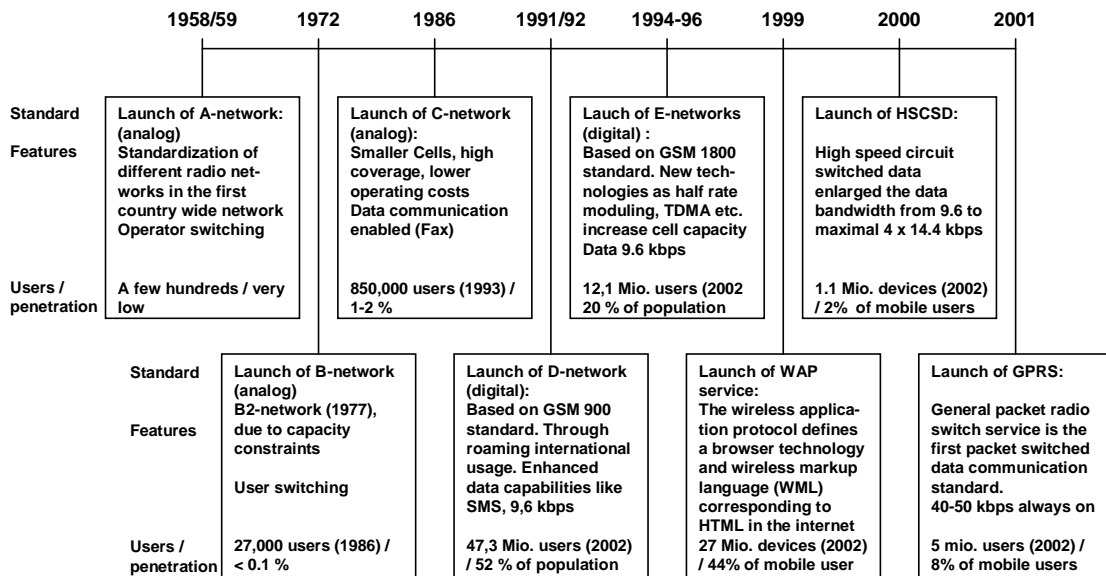 1958/59 1972 1986 1991/92 1994-96 1999 2000 2001
Standard
Features
Users /
penetration
Launch of A-network:
(analog)
Standardization of
different radio net-
works in the first
country wide network
Operator switching
A few hundreds / very
low
Launch of C-network
(analog):
Smaller Cells, high
coverage, lower
operating costs
Data communication
enabled (Fax)
850,000 users (1993) /
1-2 %
Lauch of E-networks
(digital) :
Based on GSM 1800
standard. New tech-
nologies as half rate
moduling, TDMA etc.
increase cell capacity
Data 9.6 kbps
12,1 Mio. users (2002
20 % of population
Launch of HSCSD:
High speed circuit
switched data
enlarged the data
bandwidth from 9.6 to
maximal 4 x 14.4 kbps
1.1 Mio. devices (2002)
/ 2% of mobile users
Standard
Features
Users /
penetration
Launch of B-network
(analog)
B2-network (1977),
due to capacity
constraints
User switching
27,000 users (1986) /
< 0.1 %
Launch of D-network
(digital):
Based on GSM 900
standard. Through
roaming international
usage. Enhanced
data capabilities like
SMS, 9,6 kbps
47,3 Mio. users (2002)
/ 52 % of population
Launch of WAP
service:
The wireless applica-
tion protocol defines
a browser technology
and wireless markup
language (WML)
corresponding to
HTML in the internet
27 Mio. devices (2002)
/ 44% of mobile user
Launch of GPRS:
General packet radio
switch service is the
first packet switched
data communication
standard.
40-50 kbps always on
5 mio. users (2002) /
8% of mobile users